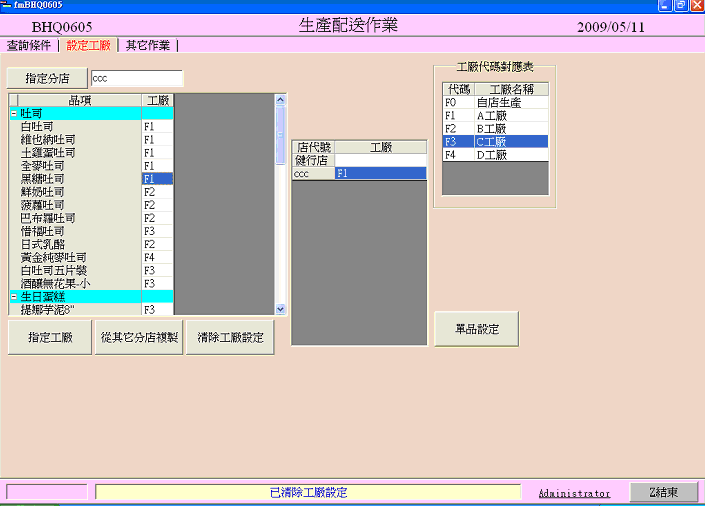 fmBHQ0605
BHQ0605 生產配送作業 2009/05/11
查詢條件 設定工廠 其它作業
指定分店 ccc
品項 工廠
吐司
白吐司 F1
維也納吐司 F1
土雞蛋吐司 F1
全麥吐司 F1
黑糖吐司 F1
鮮奶吐司 F2
菠蘿吐司 F2
巴布羅吐司 F2
惜福吐司 F3
日式乳酪 F2
黃金純麥吐司 F4
白吐司五片裝 F3
酒釀無花果-小 F3
生日蛋糕
提娜芋泥8" F3
店代號 工廠
健行店
ccc F1
工廠代碼對應表
代碼 工廠名稱
F0 自店生產
F1 A工廠
F2 B工廠
F3 C工廠
F4 D工廠
指定工廠 從其它分店複製 清除工廠設定 單品設定
已清除工廠設定 Administrator Z結束